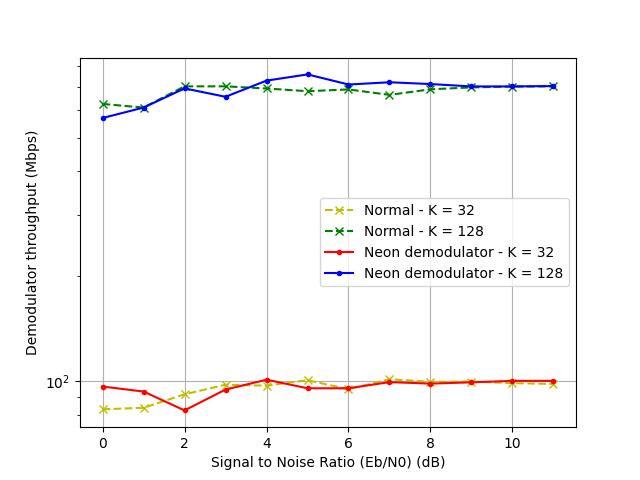 Demodulator throughput (Mbps)
10²
Normal - K = 32
Normal - K = 128
Neon demodulator - K = 32
Neon demodulator - K = 128
0 2 4 6 8 10
Signal to Noise Ratio (Eb/N0) (dB)